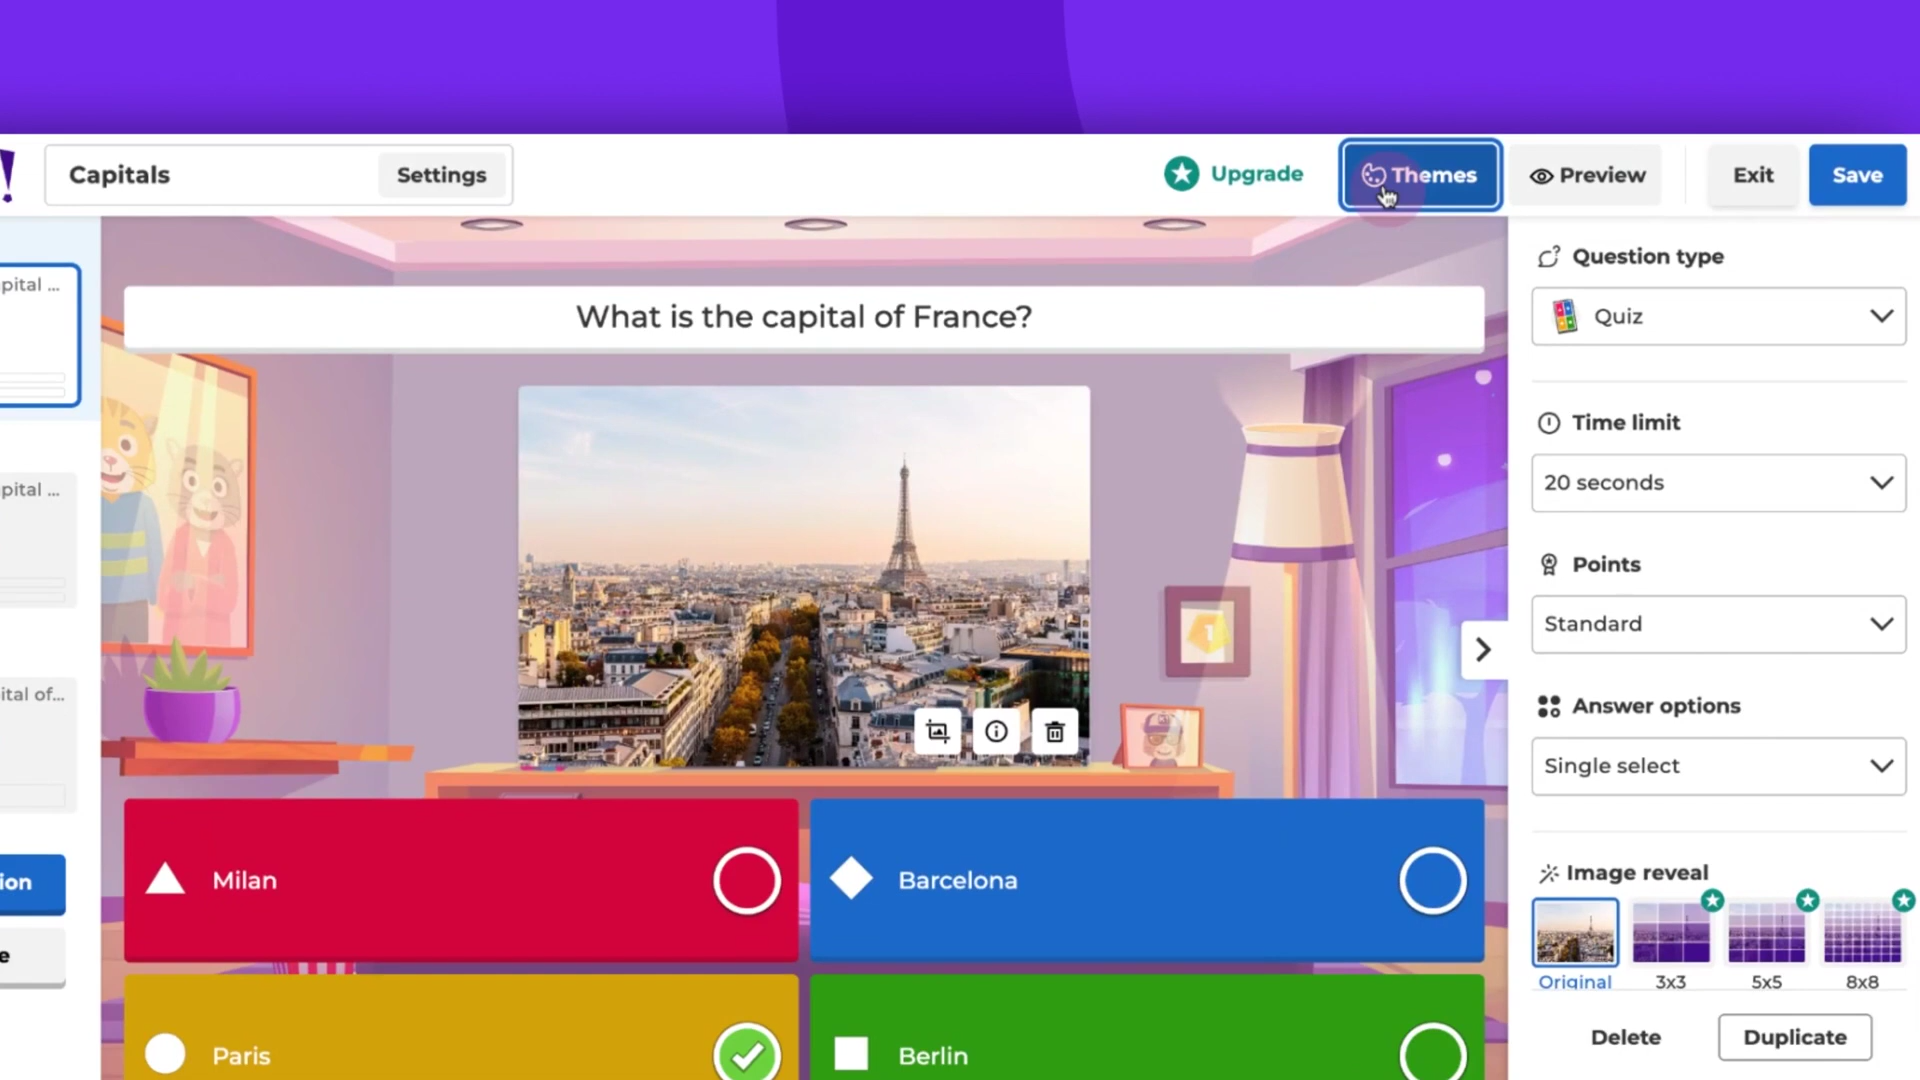 !
Capitals
Settings
Upgrade
Themes
Preview
Exit
Save
pital ...
pital ...
ital of...
ion
e
What is the capital of France?
1
Milan
Barcelona
Paris
Berlin
Question type
Quiz
Time limit
20 seconds
Points
Standard
Answer options
Single select
Image reveal
Original
3x3
5x5
8x8
Delete
Duplicate